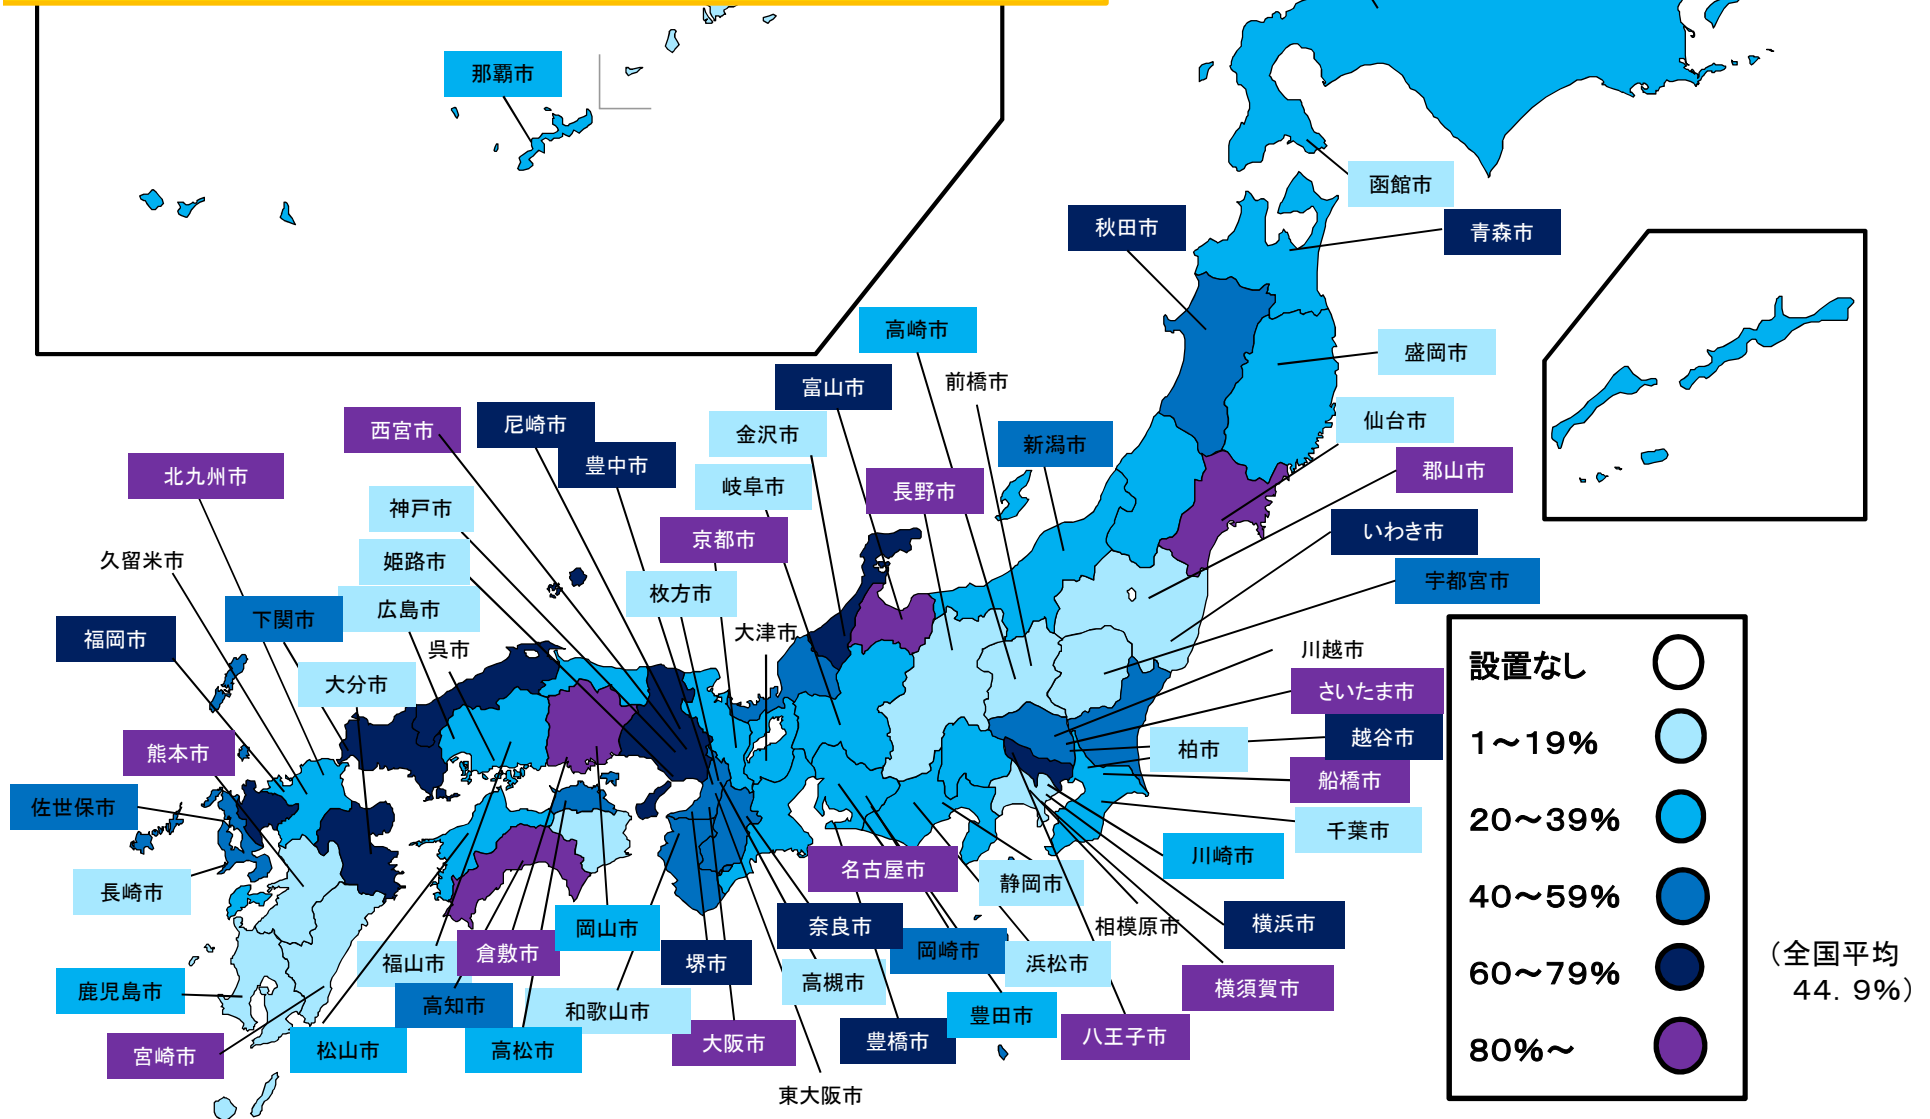 那覇市
函館市
秋田市
青森市
高崎市
盛岡市
前橋市
富山市
仙台市
西宮市
尼崎市
金沢市
新潟市
豊中市
郡山市
北九州市
岐阜市
長野市
神戸市
いわき市
京都市
久留米市
姫路市
宇都宮市
枚方市
広島市
下関市
大津市
福岡市
呉市
川越市
大分市
さいたま市
越谷市
柏市
熊本市
船橋市
佐世保市
千葉市
川崎市
名古屋市
静岡市
長崎市
奈良市
相模原市
横浜市
岡山市
岡崎市
倉敷市
福山市
堺市
浜松市
高槻市
鹿児島市
横須賀市
高知市
和歌山市
豊田市
八王子市
大阪市
豊橋市
宮崎市
松山市
高松市
東大阪市
設置なし
1~19%
20~39%
40~59%
60~79%
80%~
(全国平均
44.9%)